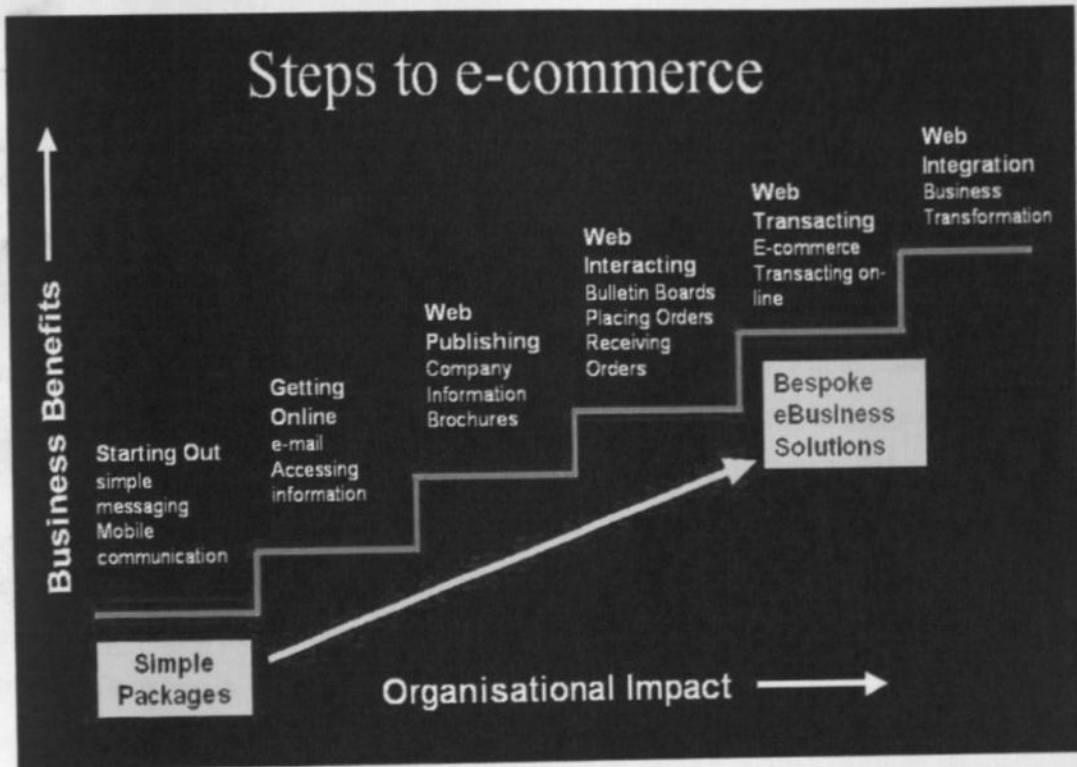 Steps to e-commerce
Business Benefits
Starting Out
simple
messaging
Mobile
communication
Getting
Online
e-mail
Accessing
information
Web
Publishing
Company
Information
Brochures
Web
Interacting
Bulletin Boards
Placing Orders
Receiving
Orders
Web
Transacting
E-commerce
Transacting on-
line
Web
Integration
Business
Transformation
Simple
Packages
Bespoke
eBusiness
Solutions
Organisational Impact